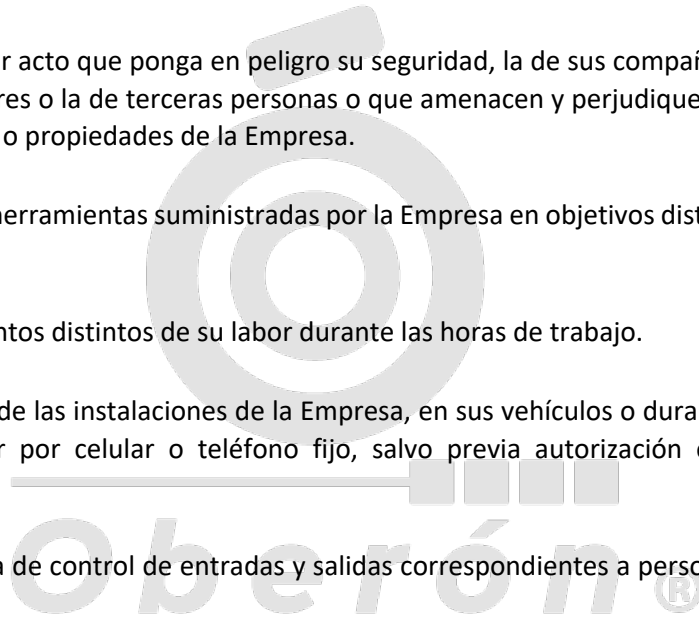 r acto que ponga en peligro su seguridad, la de sus compañ
res o la de terceras personas o que amenacen y perjudique
o propiedades de la Empresa.
herramientas suministradas por la Empresa en objetivos dist
ntos distintos de su labor durante las horas de trabajo.
de las instalaciones de la Empresa, en sus vehículos o dura
r por celular o teléfono fijo, salvo previa autorización
a de control de entradas y salidas correspondientes a perso
Oberón ®